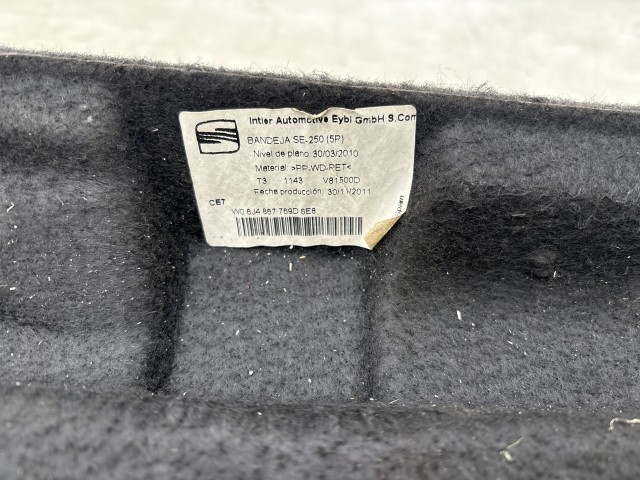 Intier Automotive Eybl GmbH S.Com
BANDEJA SE-250 (5P)
Nivel de plano 30/03/2010
Material >PP-WD-RET<
T3 1143 V81500D
Fecha producción 30/11/2011
CE7
W0 6J4 867 769D 6E8